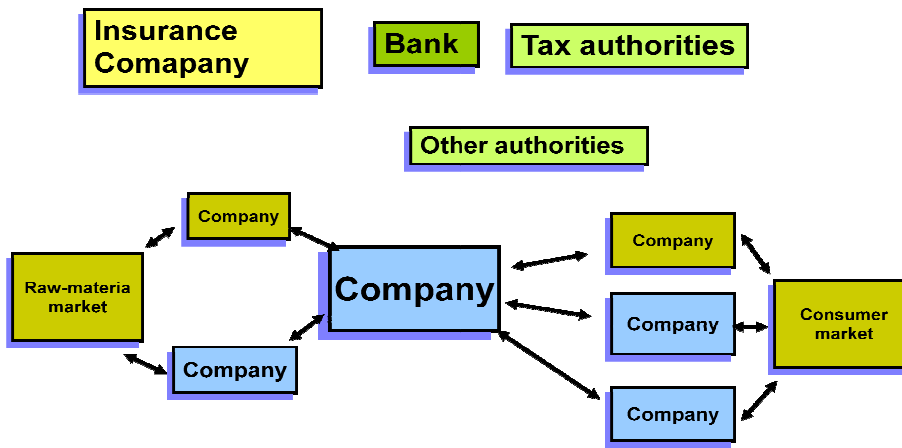 Insurance
Comapany
Bank
Tax authorities
Other authorities
Company
Company
Raw-materia
market
Company
Company
Company
Consumer
market
Company
Company